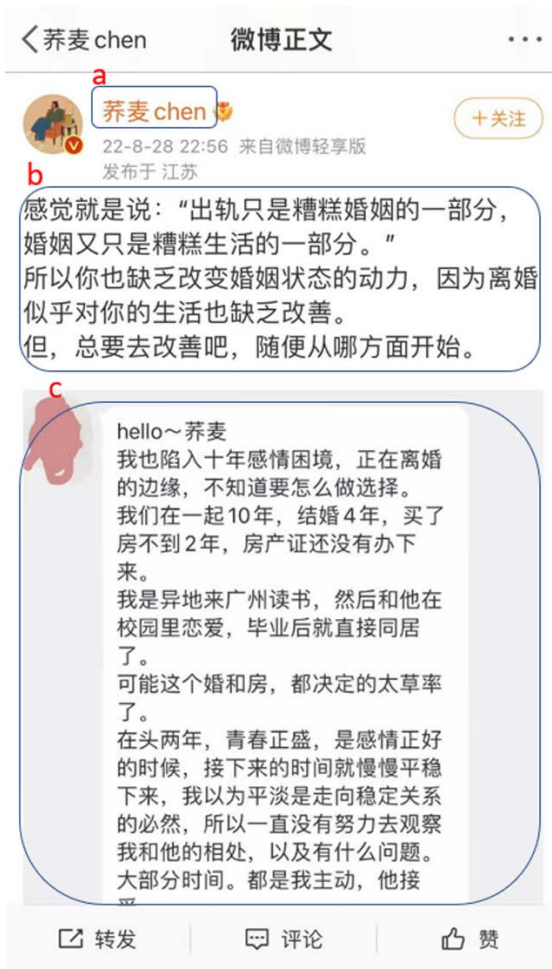 荞麦chen
微博正文
a
荞麦chen
+关注
22-8-28 22:56 来自微博轻享版
发布于 江苏
b
感觉就是说：“出轨只是糟糕婚姻的一部分，
婚姻又只是糟糕生活的一部分。”
所以你也缺乏改变婚姻状态的动力，因为离婚
似乎对你的生活也缺乏改善。
但，总要去改善吧，随便从哪方面开始。
c
hello～荞麦
我也陷入十年感情困境，正在离婚
的边缘，不知道要怎么做选择。
我们在一起10年，结婚4年，买了
房不到2年，房产证还没有办下
来。
我是异地来广州读书，然后和他在
校园里恋爱，毕业后就直接同居
了。
可能这个婚和房，都决定的太草率
了。
在头两年，青春正盛，是感情正好
的时候，接下来的时间就慢慢平稳
下来，我以为平淡是走向稳定关系
的必然，所以一直没有努力去观察
我和他的相处，以及有什么问题。
大部分时间。都是我主动，他接
转发
评论
赞